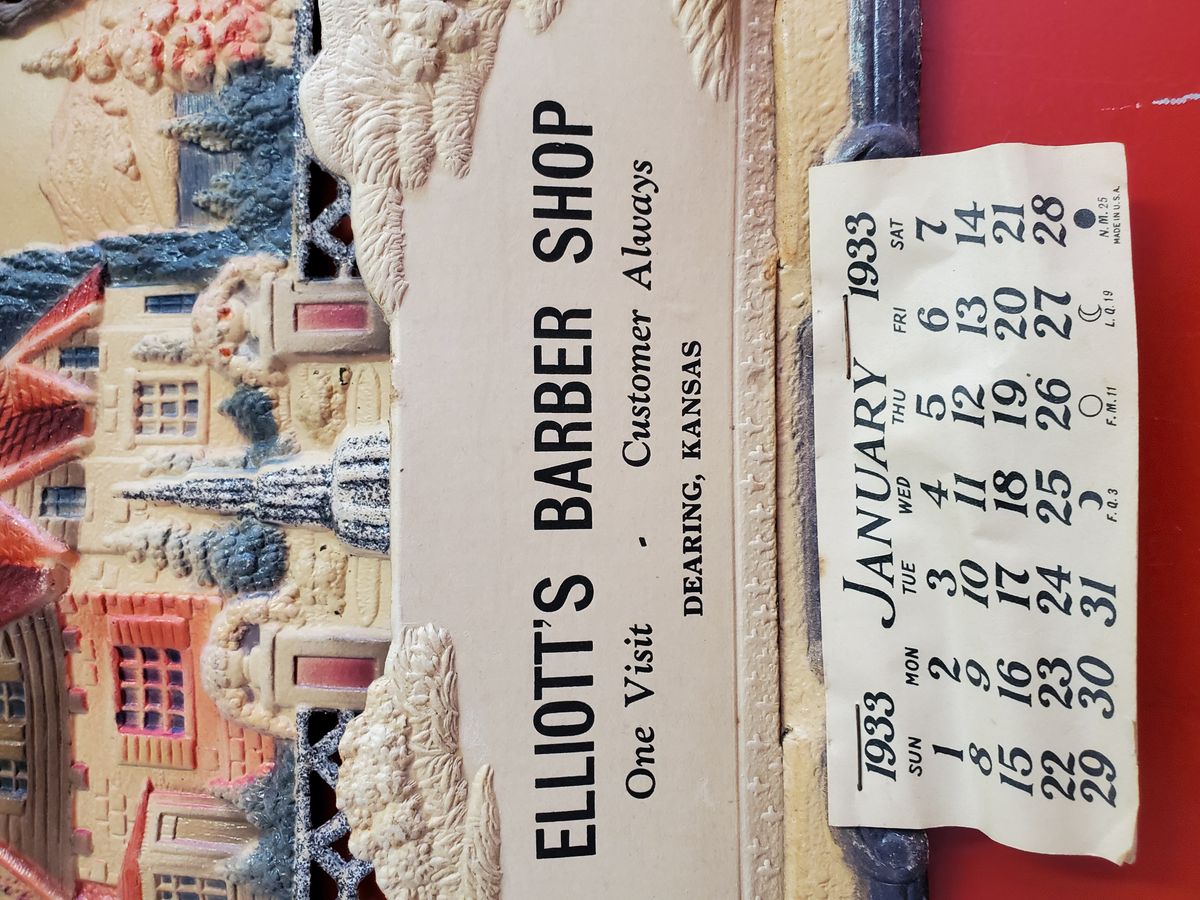 ELLIOTT'S BARBER SHOP
One Visit - Customer Always
DEARING, KANSAS
1933 JANUARY 1933
SUN MON TUE WED THU FRI SAT
1 2 3 4 5 6 7
8 9 10 11 12 13 14
15 16 17 18 19 20 21
22 23 24 25 26 27 28
29 30 31
F.Q. 3 F.M. 11 L.Q. 19 N.M. 25
MADE IN U.S.A.